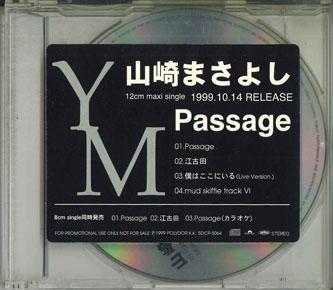 YM
山崎まさよし
12cm maxi single 1999.10.14 RELEASE
Passage
01.Passage
02.江古田
03.僕はここにいる(Live Version.)
04.mud skiffle track VI
8cm single同時発売 01.Passage 02.江古田 03.Passage(カラオケ)
FOR PROMOTIONAL USE ONLY NOT FOR SALE ℗1999 POLYDOR K.K. SDCP-5064
STEREO